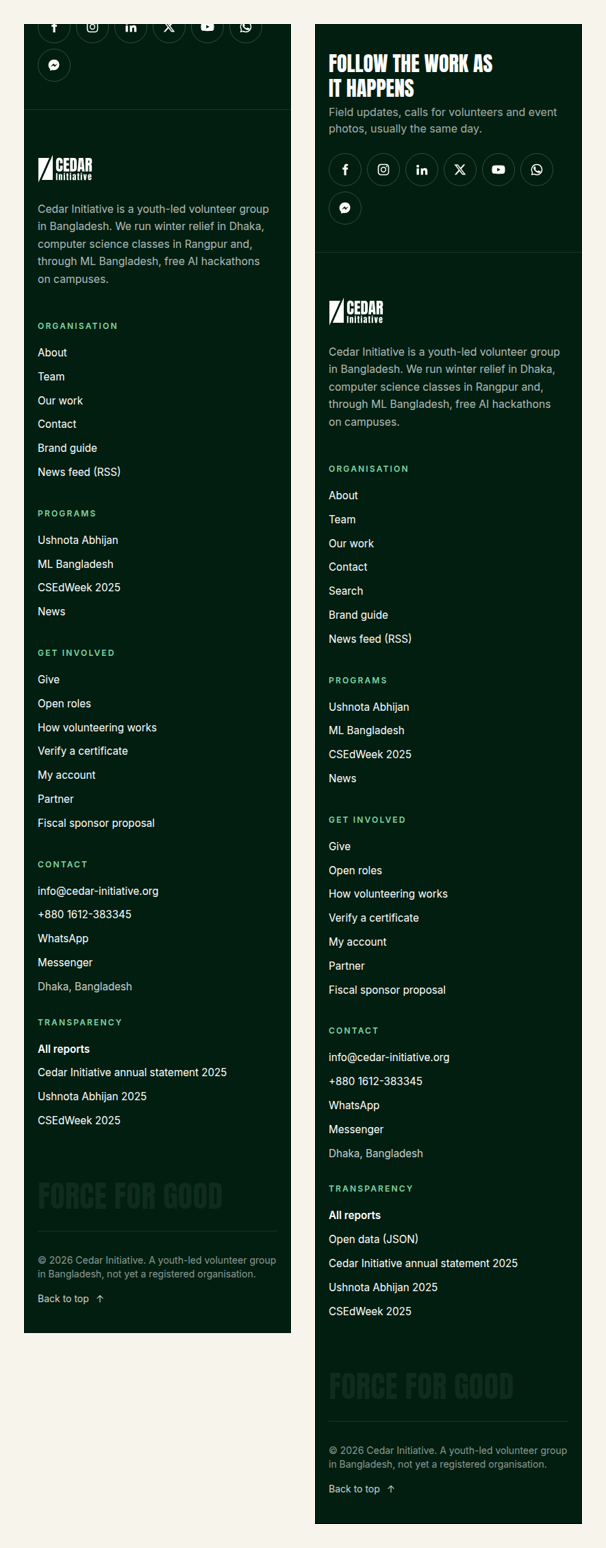 CEDAR
Initiative
Cedar Initiative is a youth-led volunteer group
in Bangladesh. We run winter relief in Dhaka,
computer science classes in Rangpur and,
through ML Bangladesh, free AI hackathons
on campuses.
ORGANISATION
About
Team
Our work
Contact
Brand guide
News feed (RSS)
PROGRAMS
Ushnota Abhijan
ML Bangladesh
CSEdWeek 2025
News
GET INVOLVED
Give
Open roles
How volunteering works
Verify a certificate
My account
Partner
Fiscal sponsor proposal
CONTACT
info@cedar-initiative.org
+880 1612-383345
WhatsApp
Messenger
Dhaka, Bangladesh
TRANSPARENCY
All reports
Cedar Initiative annual statement 2025
Ushnota Abhijan 2025
CSEdWeek 2025
FORCE FOR GOOD
© 2026 Cedar Initiative. A youth-led volunteer group
in Bangladesh, not yet a registered organisation.
Back to top ↑
FOLLOW THE WORK AS
IT HAPPENS
Field updates, calls for volunteers and event
photos, usually the same day.
CEDAR
Initiative
Cedar Initiative is a youth-led volunteer group
in Bangladesh. We run winter relief in Dhaka,
computer science classes in Rangpur and,
through ML Bangladesh, free AI hackathons
on campuses.
ORGANISATION
About
Team
Our work
Contact
Search
Brand guide
News feed (RSS)
PROGRAMS
Ushnota Abhijan
ML Bangladesh
CSEdWeek 2025
News
GET INVOLVED
Give
Open roles
How volunteering works
Verify a certificate
My account
Partner
Fiscal sponsor proposal
CONTACT
info@cedar-initiative.org
+880 1612-383345
WhatsApp
Messenger
Dhaka, Bangladesh
TRANSPARENCY
All reports
Open data (JSON)
Cedar Initiative annual statement 2025
Ushnota Abhijan 2025
CSEdWeek 2025
FORCE FOR GOOD
© 2026 Cedar Initiative. A youth-led volunteer group
in Bangladesh, not yet a registered organisation.
Back to top ↑